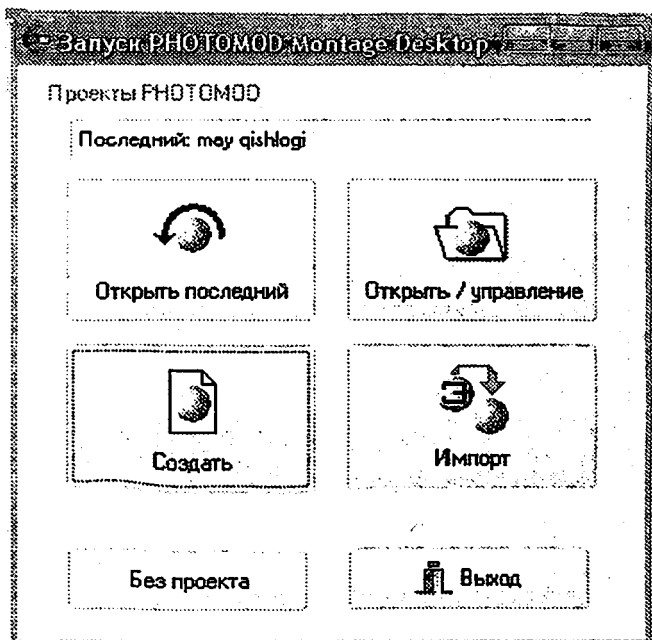 Запуск PHOTOMOD Montage Desktop
Проекты PHOTOMOD
Последний: may qishlogi
Открыть последний
Открыть / управление
Создать
Импорт
Без проекта
Выход